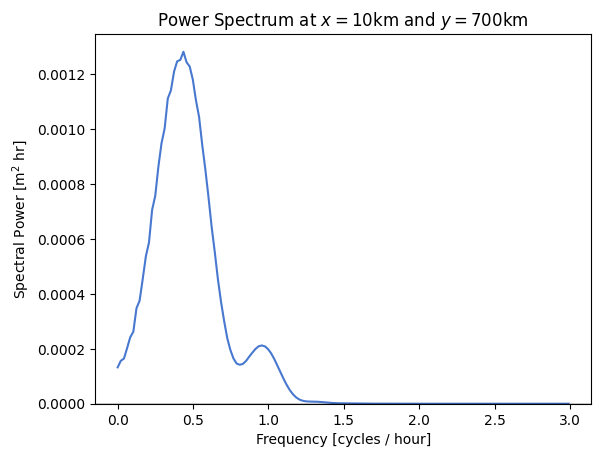 Power Spectrum at x = 10km and y = 700km
Spectral Power [m² hr]
0.0012
0.0010
0.0008
0.0006
0.0004
0.0002
0.0000
0.0 0.5 1.0 1.5 2.0 2.5 3.0
Frequency [cycles / hour]